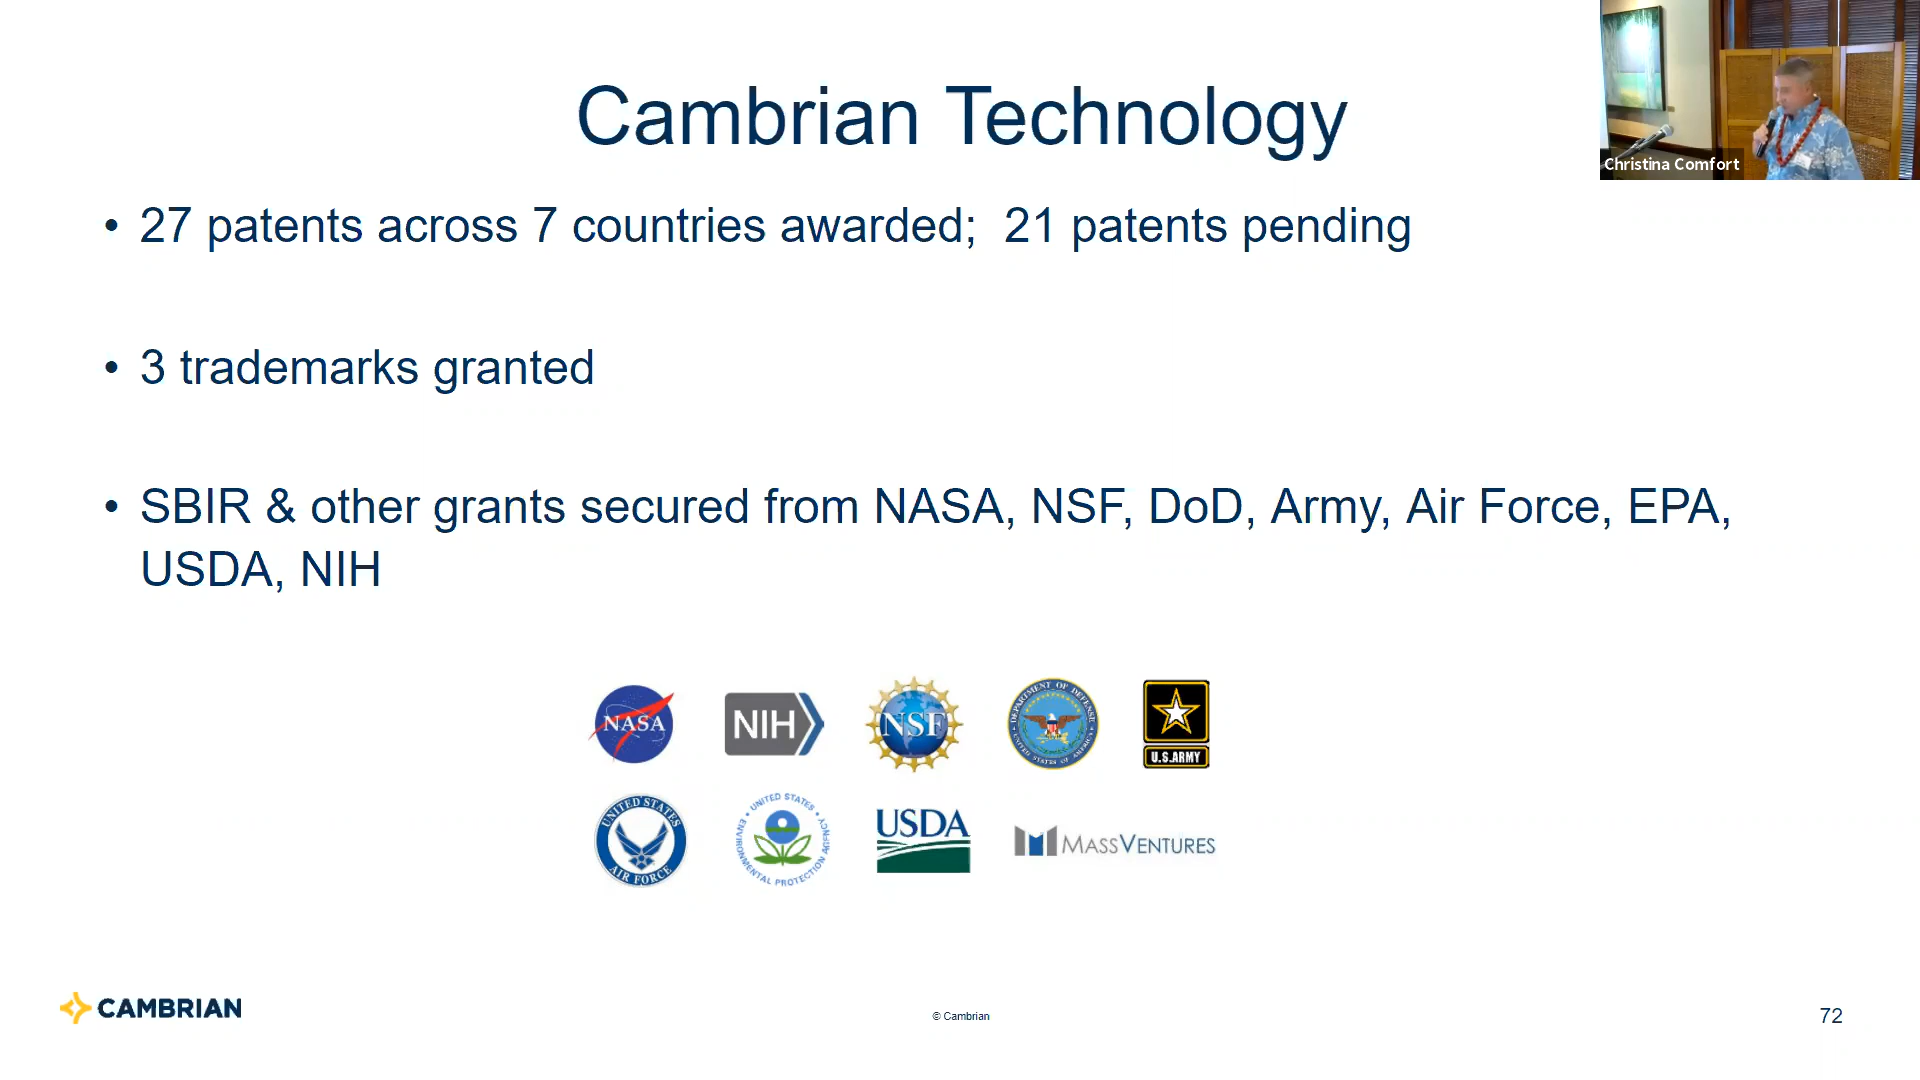 Cambrian Technology
Christina Comfort
• 27 patents across 7 countries awarded;  21 patents pending
• 3 trademarks granted
• SBIR & other grants secured from NASA, NSF, DoD, Army, Air Force, EPA,
USDA, NIH
NASA
NIH
NSF
DEPARTMENT OF DEFENSE
UNITED STATES OF AMERICA
U.S.ARMY
UNITED STATES
AIR FORCE
UNITED STATES
ENVIRONMENTAL PROTECTION AGENCY
USDA
MASSVENTURES
CAMBRIAN
© Cambrian
72